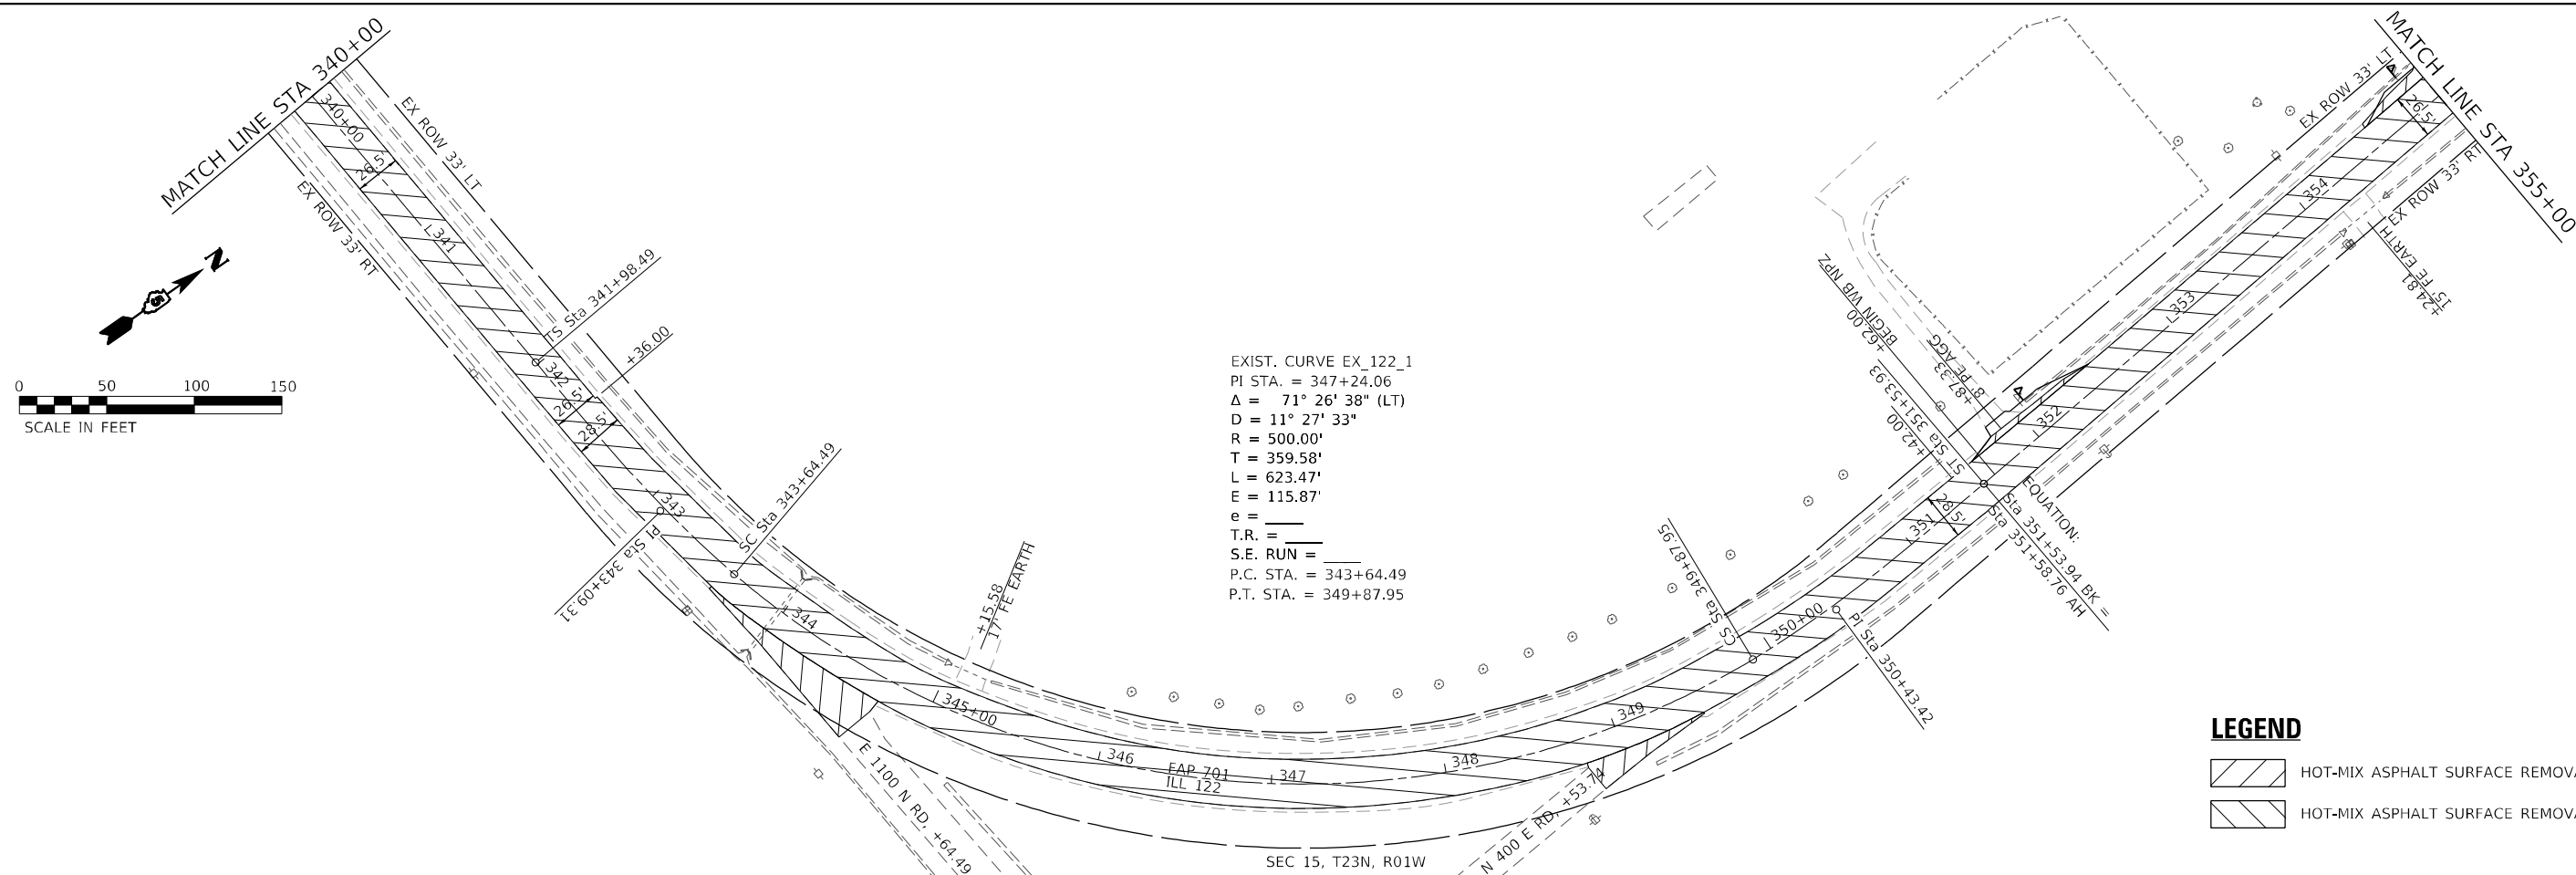 MATCH LINE STA 340+00
EX ROW 33' LT
340+00
26.5'
EX ROW 33' RT
341
N
TS Sta 341+98.49
+36.00
342
26.5'
28.5'
0 50 100 150
SCALE IN FEET
343
PI Sta 343+09.31
SC Sta 343+64.49
344
+15.58
17' FE EARTH
345+00
346
FAP 701
ILL 122
347
348
349
E 1100 N RD, +64.49
N 400 E RD, +53.74
SEC 15, T23N, R01W
EXIST. CURVE EX_122_1
PI STA. = 347+24.06
Δ = 71° 26' 38" (LT)
D = 11° 27' 33"
R = 500.00'
T = 359.58'
L = 623.47'
E = 115.87'
e = ____
T.R. = ____
S.E. RUN = ____
P.C. STA. = 343+64.49
P.T. STA. = 349+87.95
CS Sta 349+87.95
350+00
PI Sta 350+43.42
351
28.5'
+42.00
ST Sta 351+53.93
+62.00
BEGIN WB NPZ
+87.33
8' PE AGG
EQUATION:
Sta 351+53.94 BK =
Sta 351+58.76 AH
352
353
354
+24.81
15' FE EARTH
EX ROW 33' RT
EX ROW 33' LT
26.5'
MATCH LINE STA 355+00
LEGEND
HOT-MIX ASPHALT SURFACE REMOVA
HOT-MIX ASPHALT SURFACE REMOVA